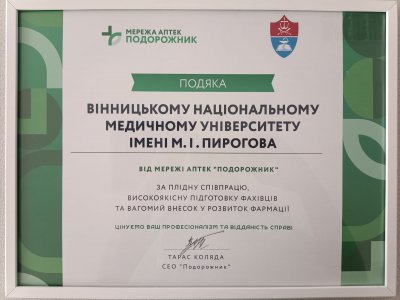 МЕРЕЖА АПТЕК
ПОДОРОЖНИК
ПОДЯКА
ВІННИЦЬКОМУ НАЦІОНАЛЬНОМУ
МЕДИЧНОМУ УНІВЕРСИТЕТУ
ІМЕНІ М. І. ПИРОГОВА
ВІД МЕРЕЖІ АПТЕК "ПОДОРОЖНИК"
ЗА ПЛІДНУ СПІВПРАЦЮ,
ВИСОКОЯКІСНУ ПІДГОТОВКУ ФАХІВЦІВ
ТА ВАГОМИЙ ВНЕСОК У РОЗВИТОК ФАРМАЦІЇ
ЦІНУЄМО ВАШ ПРОФЕСІОНАЛІЗМ ТА ВІДДАНІСТЬ СПРАВІ
ТАРАС КОЛЯДА
CEO "Подорожник"